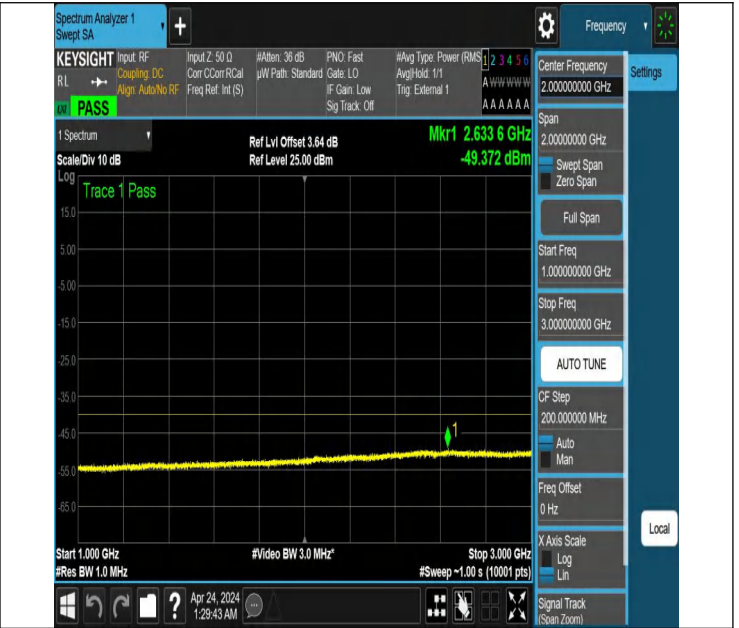 Spectrum Analyzer 1
Swept SA
+
Frequency
KEYSIGHT
RL
PASS
Input: RF
Coupling: DC
Align: Auto/No RF
Input Z: 50 Ω
Corr CCorr RCal
Freq Ref: Int (S)
#Atten: 36 dB
µW Path: Standard
PNO: Fast
Gate: LO
IF Gain: Low
Sig Track: Off
#Avg Type: Power (RMS
Avg|Hold: 1/1
Trig: External 1
1 2 3 4 5 6
A W W W W W
A A A A A A
Center Frequency
2.000000000 GHz
Settings
1 Spectrum
Scale/Div 10 dB
Ref Lvl Offset 3.64 dB
Ref Level 25.00 dBm
Mkr1 2.633 6 GHz
-49.372 dBm
Log
Trace 1 Pass
15.0
5.00
-5.00
-15.0
-25.0
-35.0
-45.0
-55.0
-65.0
1
Start 1.000 GHz
#Res BW 1.0 MHz
#Video BW 3.0 MHz*
Stop 3.000 GHz
#Sweep ~1.00 s (10001 pts)
Span
2.00000000 GHz
Swept Span
Zero Span
Full Span
Start Freq
1.000000000 GHz
Stop Freq
3.000000000 GHz
AUTO TUNE
CF Step
200.000000 MHz
Auto
Man
Freq Offset
0 Hz
X Axis Scale
Log
Lin
Signal Track
(Span Zoom)
Local
?
Apr 24, 2024
1:29:43 AM